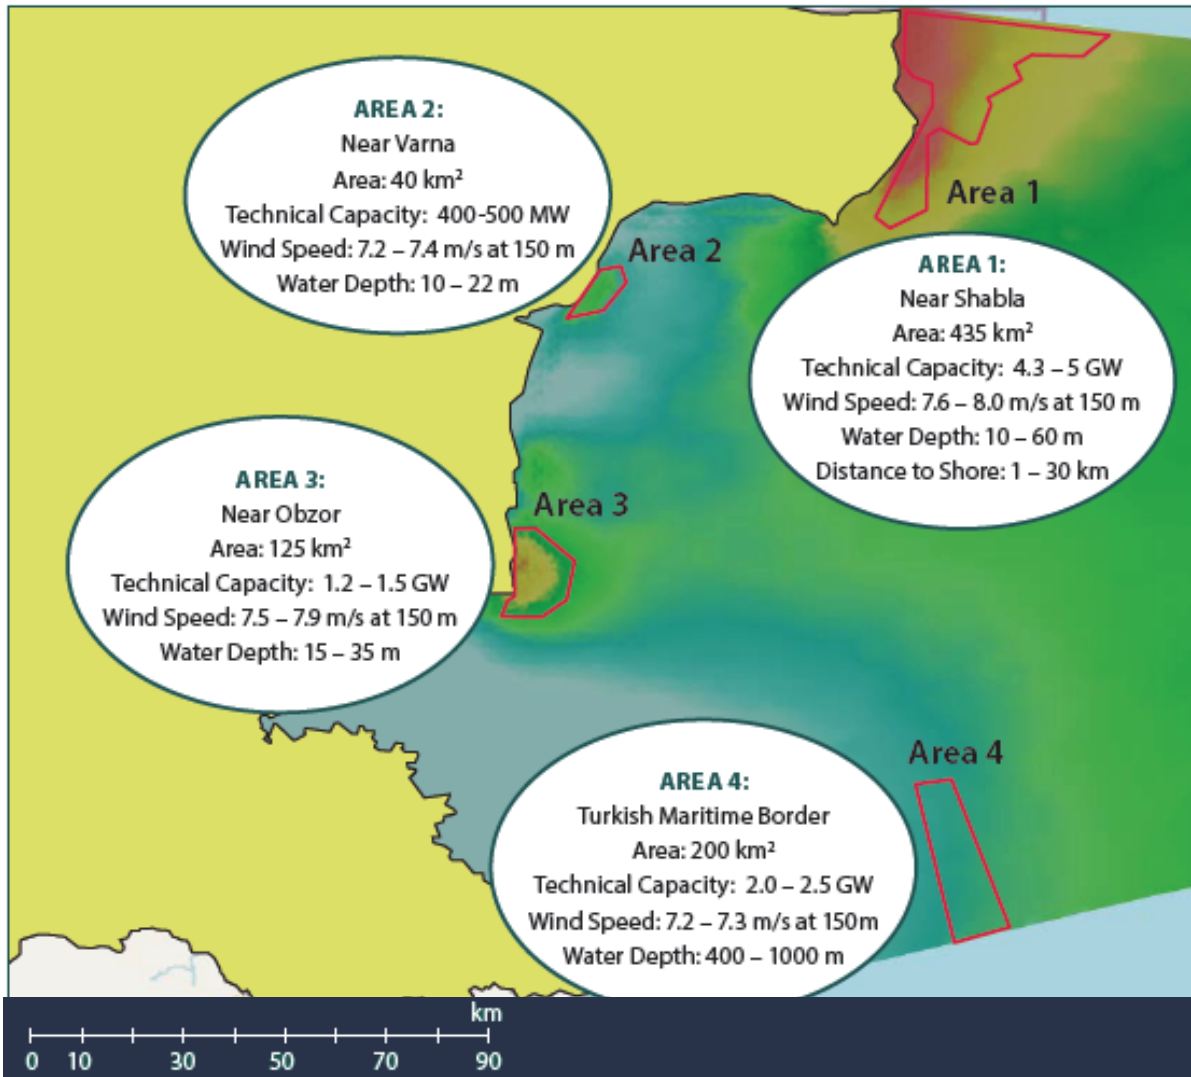 AREA 2:
Near Varna
Area: 40 km²
Technical Capacity: 400-500 MW
Wind Speed: 7.2 – 7.4 m/s at 150 m
Water Depth: 10 – 22 m
Area 1
Area 2
AREA 1:
Near Shabla
Area: 435 km²
Technical Capacity: 4.3 – 5 GW
Wind Speed: 7.6 – 8.0 m/s at 150 m
Water Depth: 10 – 60 m
Distance to Shore: 1 – 30 km
AREA 3:
Near Obzor
Area: 125 km²
Technical Capacity: 1.2 – 1.5 GW
Wind Speed: 7.5 – 7.9 m/s at 150 m
Water Depth: 15 – 35 m
Area 3
Area 4
AREA 4:
Turkish Maritime Border
Area: 200 km²
Technical Capacity: 2.0 – 2.5 GW
Wind Speed: 7.2 – 7.3 m/s at 150m
Water Depth: 400 – 1000 m
km
0 10 30 50 70 90